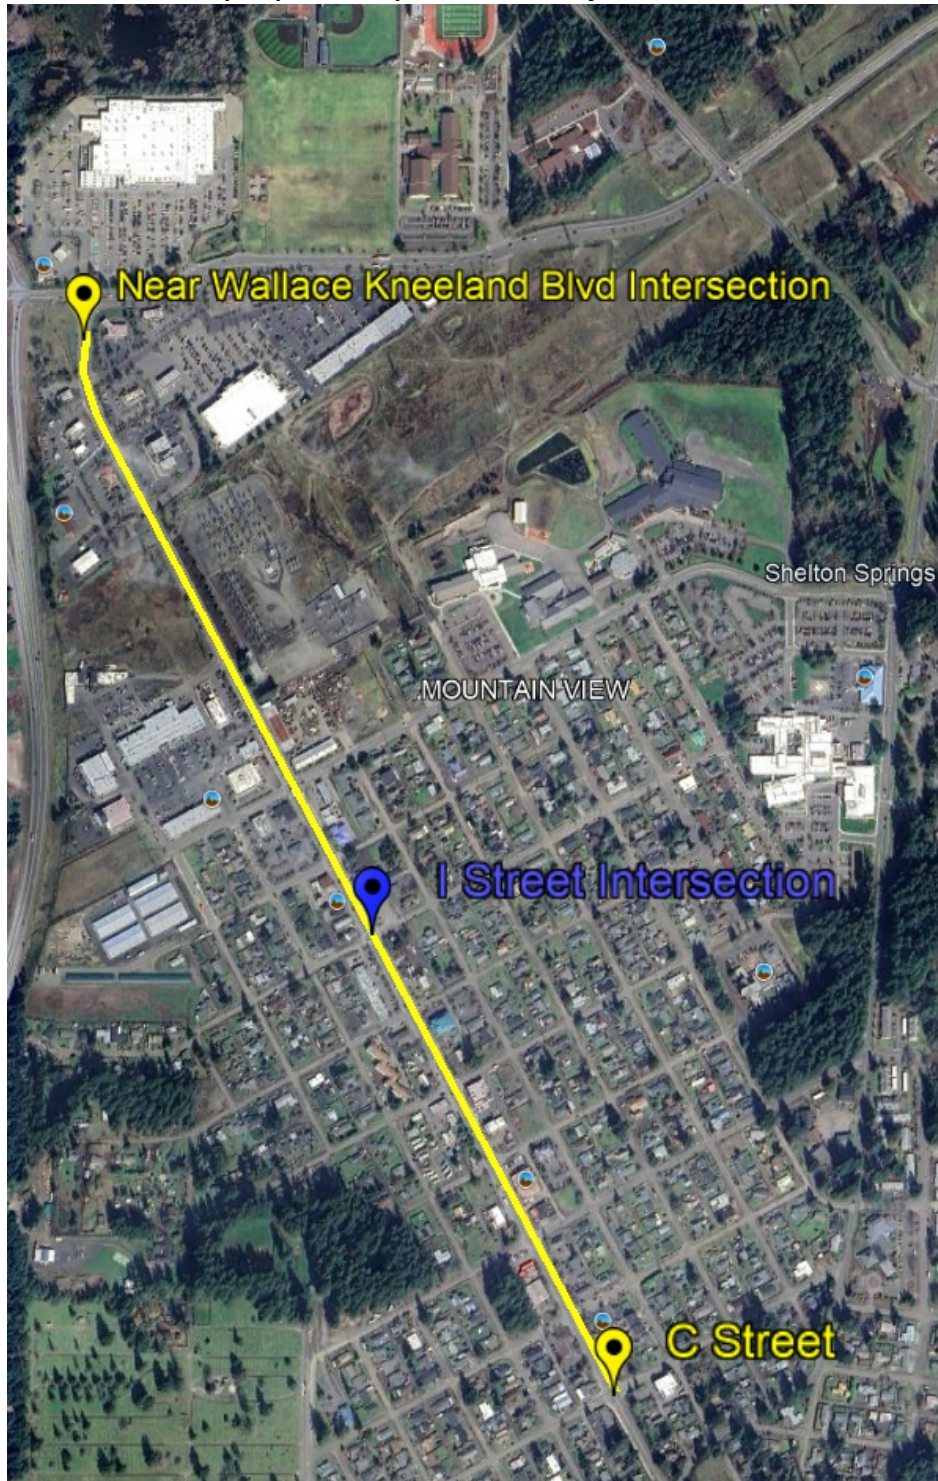 Near Wallace Kneeland Blvd Intersection
Shelton Springs
MOUNTAIN VIEW
I Street Intersection
C Street